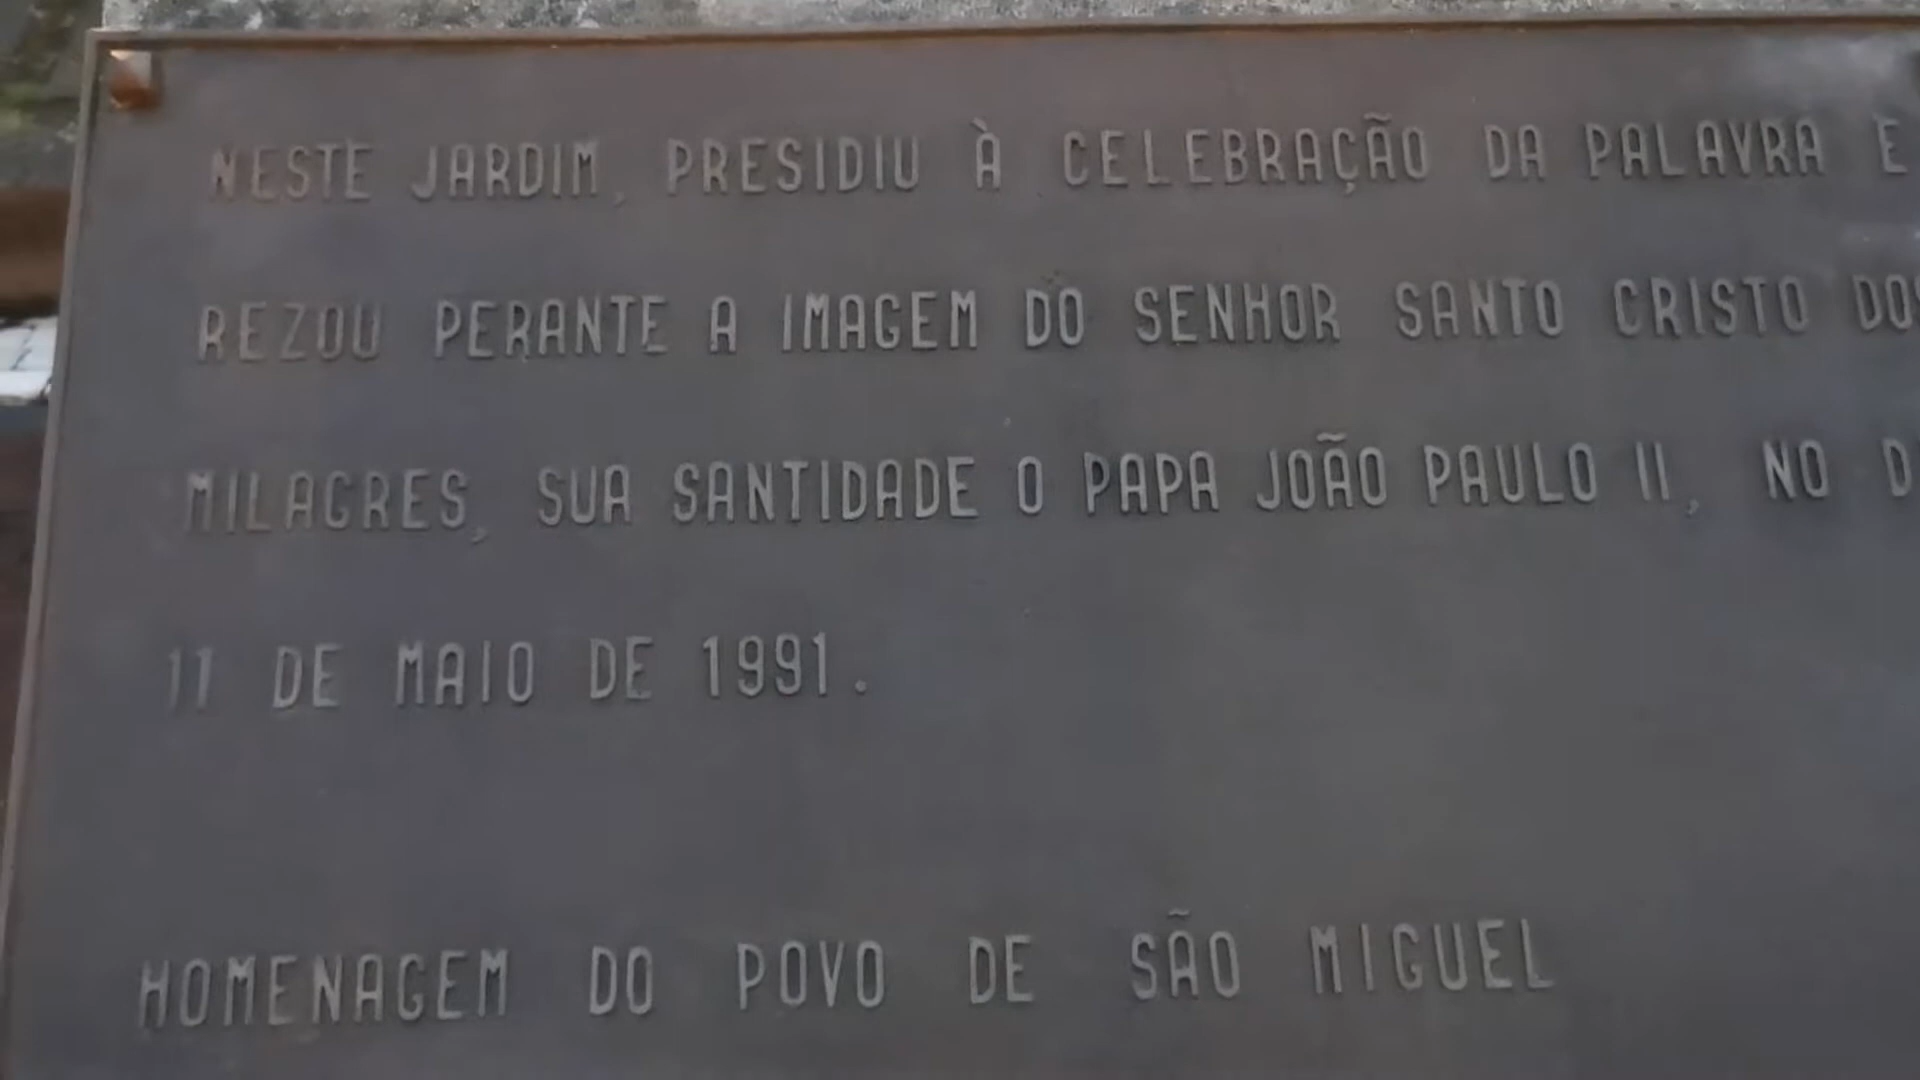 NESTE JARDIM, PRESIDIU À CELEBRAÇÃO DA PALAVRA E
REZOU PERANTE A IMAGEM DO SENHOR SANTO CRISTO DOS
MILAGRES, SUA SANTIDADE O PAPA JOÃO PAULO II, NO
11 DE MAIO DE 1991.
HOMENAGEM DO POVO DE SÃO MIGUEL